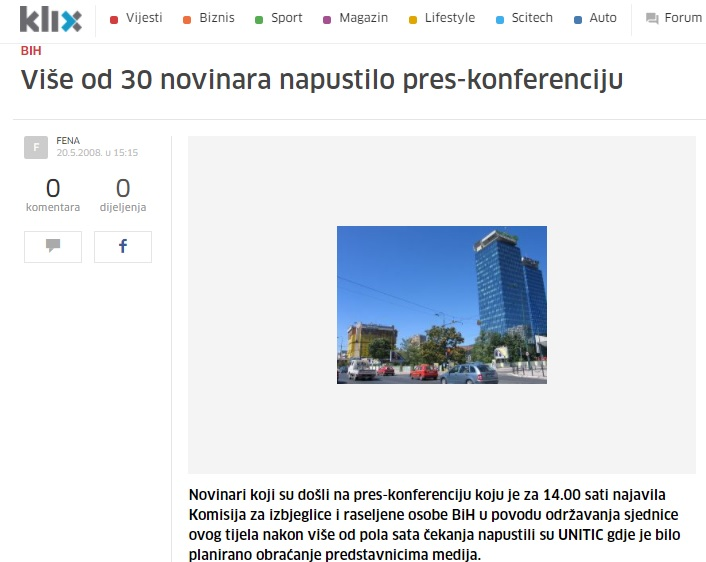 klix
Vijesti
Biznis
Sport
Magazin
Lifestyle
Scitech
Auto
Forum
BIH
Više od 30 novinara napustilo pres-konferenciju
F
FENA
20.5.2008. u 15:15
0
komentara
0
dijeljenja
f
Novinari koji su došli na pres-konferenciju koju je za 14.00 sati najavila
Komisija za izbjeglice i raseljene osobe BiH u povodu održavanja sjednice
ovog tijela nakon više od pola sata čekanja napustili su UNITIC gdje je bilo
planirano obraćanje predstavnicima medija.